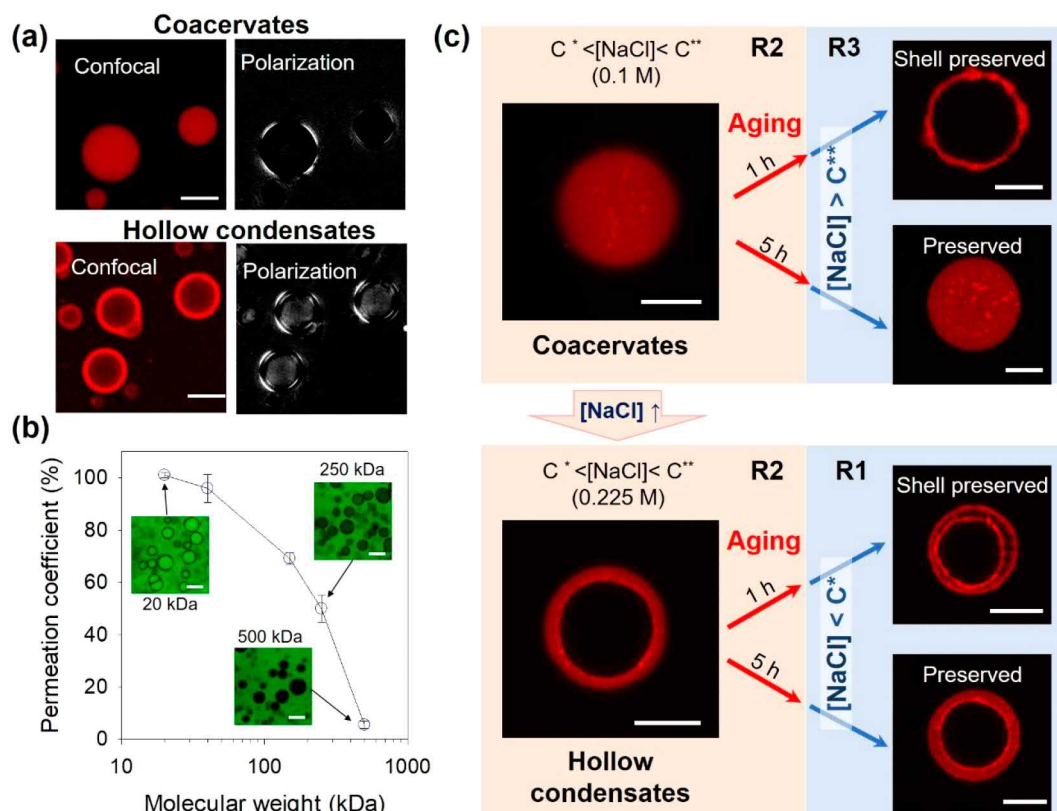 (a)
Coacervates
Confocal
Polarization
Hollow condensates
Confocal
Polarization
(b)
Permeation coefficient (%)
100
80
60
40
20
0
250 kDa
20 kDa
500 kDa
10
100
1000
Molecular weight (kDa)
(c)
C * <[NaCl]< C**
(0.1 M)
R2
R3
Shell preserved
Aging
1 h
5 h
[NaCl] > C**
Preserved
Coacervates
[NaCl] ↑
C * <[NaCl]< C**
(0.225 M)
R2
R1
Shell preserved
Aging
1 h
5 h
[NaCl] < C*
Preserved
Hollow
condensates